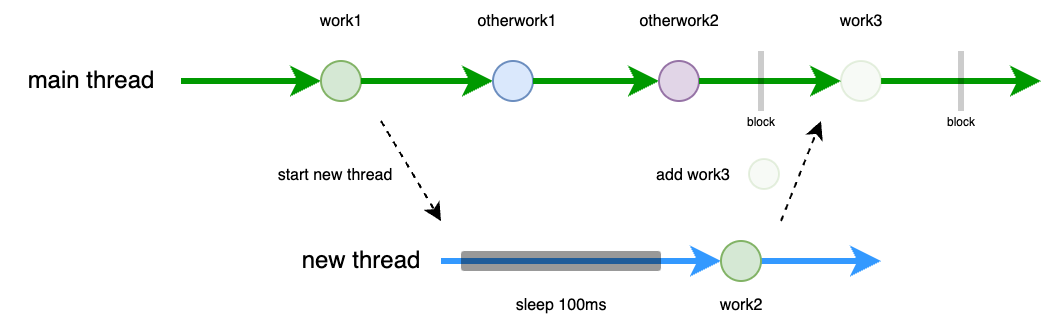 work1
otherwork1
otherwork2
work3
main thread
block
block
start new thread
add work3
new thread
sleep 100ms
work2